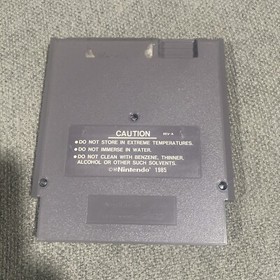 CAUTION
REV-A
• DO NOT STORE IN EXTREME TEMPERATURES.
• DO NOT IMMERSE IN WATER.
• DO NOT CLEAN WITH BENZENE, THINNER,
ALCOHOL OR OTHER SUCH SOLVENTS.
©Nintendo® 1985